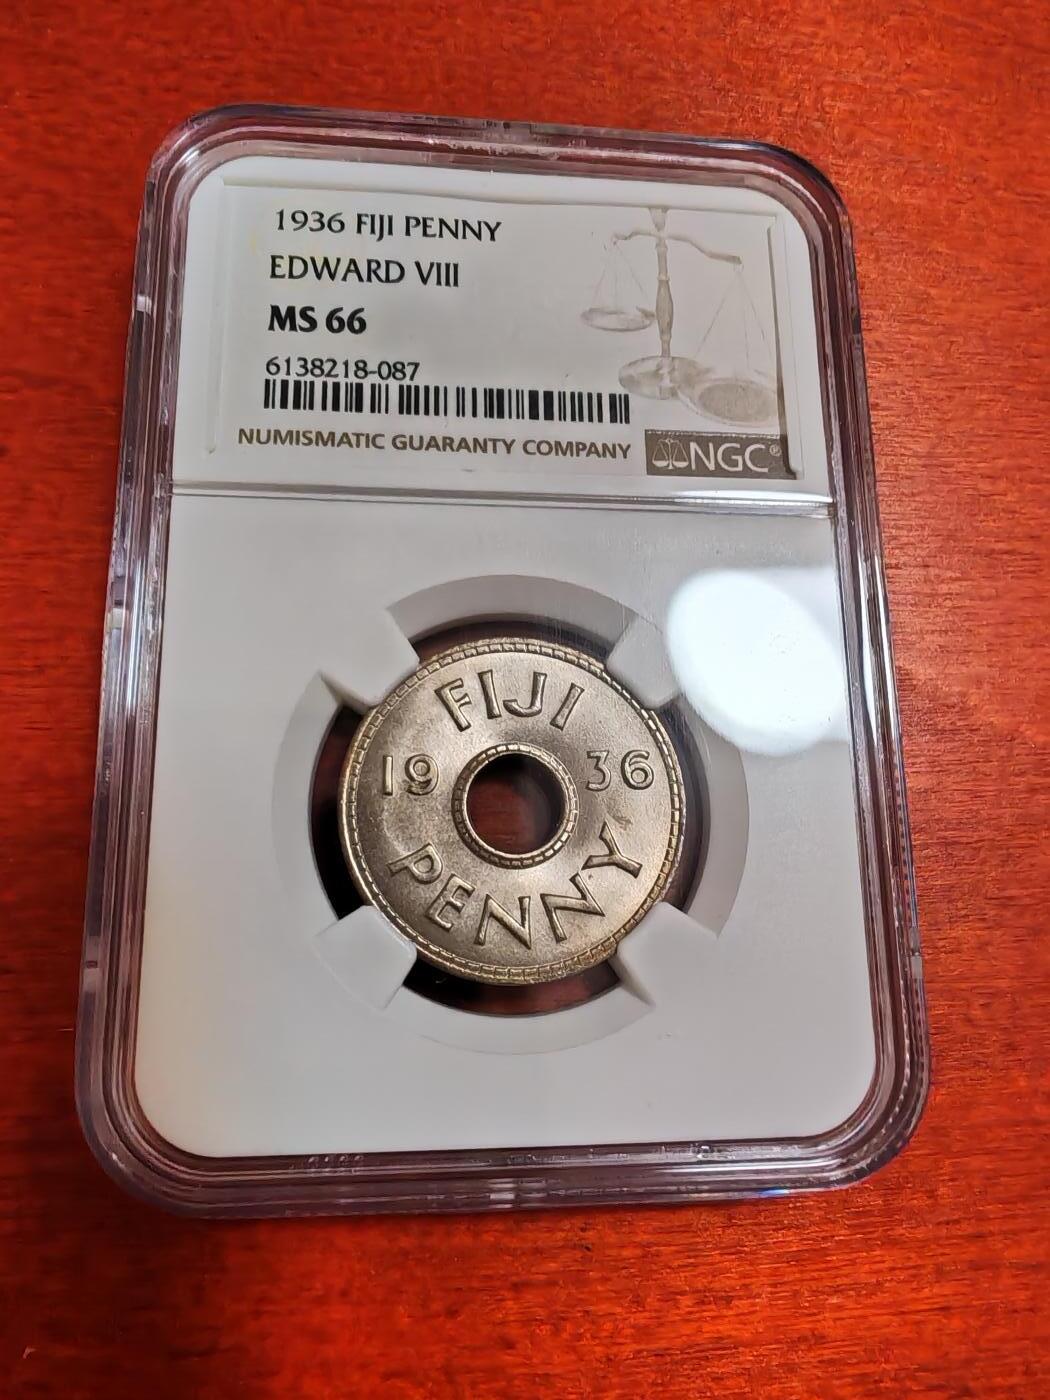 1936 FIJI PENNY
EDWARD VIII
MS 66
6138218-087
NUMISMATIC GUARANTY COMPANY
NGC®
FIJI
19 36
PENNY